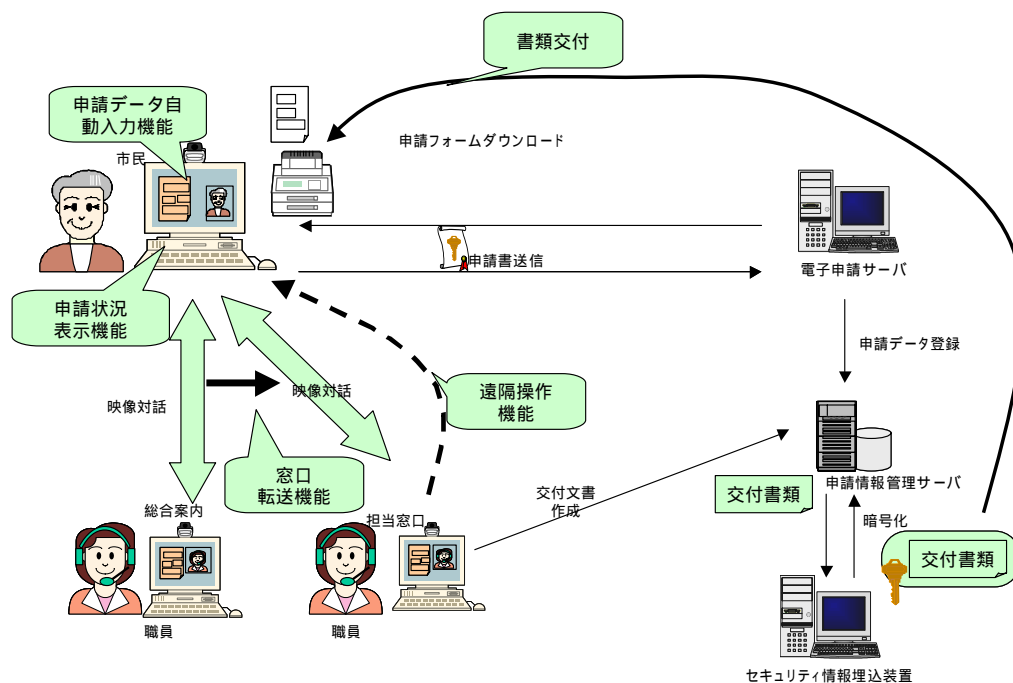 書類交付
申請データ自
動入力機能
市民
申請フォームダウンロード
申請書送信
電子申請サーバ
申請状況
表示機能
申請データ登録
映像対話
映像対話
遠隔操作
機能
窓口
転送機能
交付文書
作成
交付書類
申請情報管理サーバ
総合案内
担当窓口
暗号化
交付書類
職員
職員
セキュリティ情報埋込装置